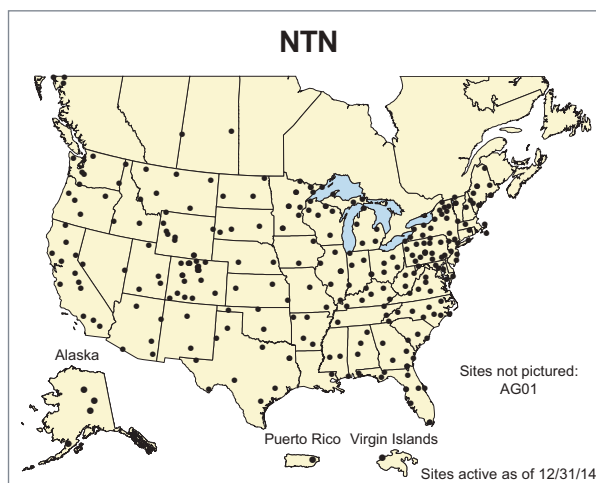 NTN
Alaska
Sites not pictured:
AG01
Puerto Rico
Virgin Islands
Sites active as of 12/31/14